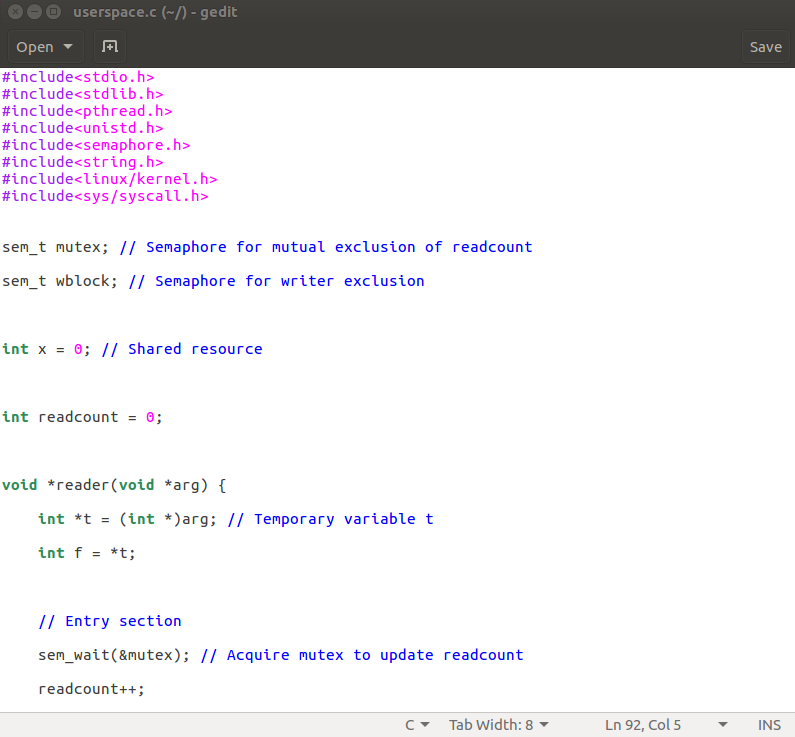 userspace.c (~/) - gedit
Open
Save
#include<stdio.h>
#include<stdlib.h>
#include<pthread.h>
#include<unistd.h>
#include<semaphore.h>
#include<string.h>
#include<linux/kernel.h>
#include<sys/syscall.h>
sem_t mutex; // Semaphore for mutual exclusion of readcount
sem_t wblock; // Semaphore for writer exclusion
int x = 0; // Shared resource
int readcount = 0;
void *reader(void *arg) {
    int *t = (int *)arg; // Temporary variable t
    int f = *t;
    // Entry section
    sem_wait(&mutex); // Acquire mutex to update readcount
    readcount++;
C Tab Width: 8 Ln 92, Col 5 INS